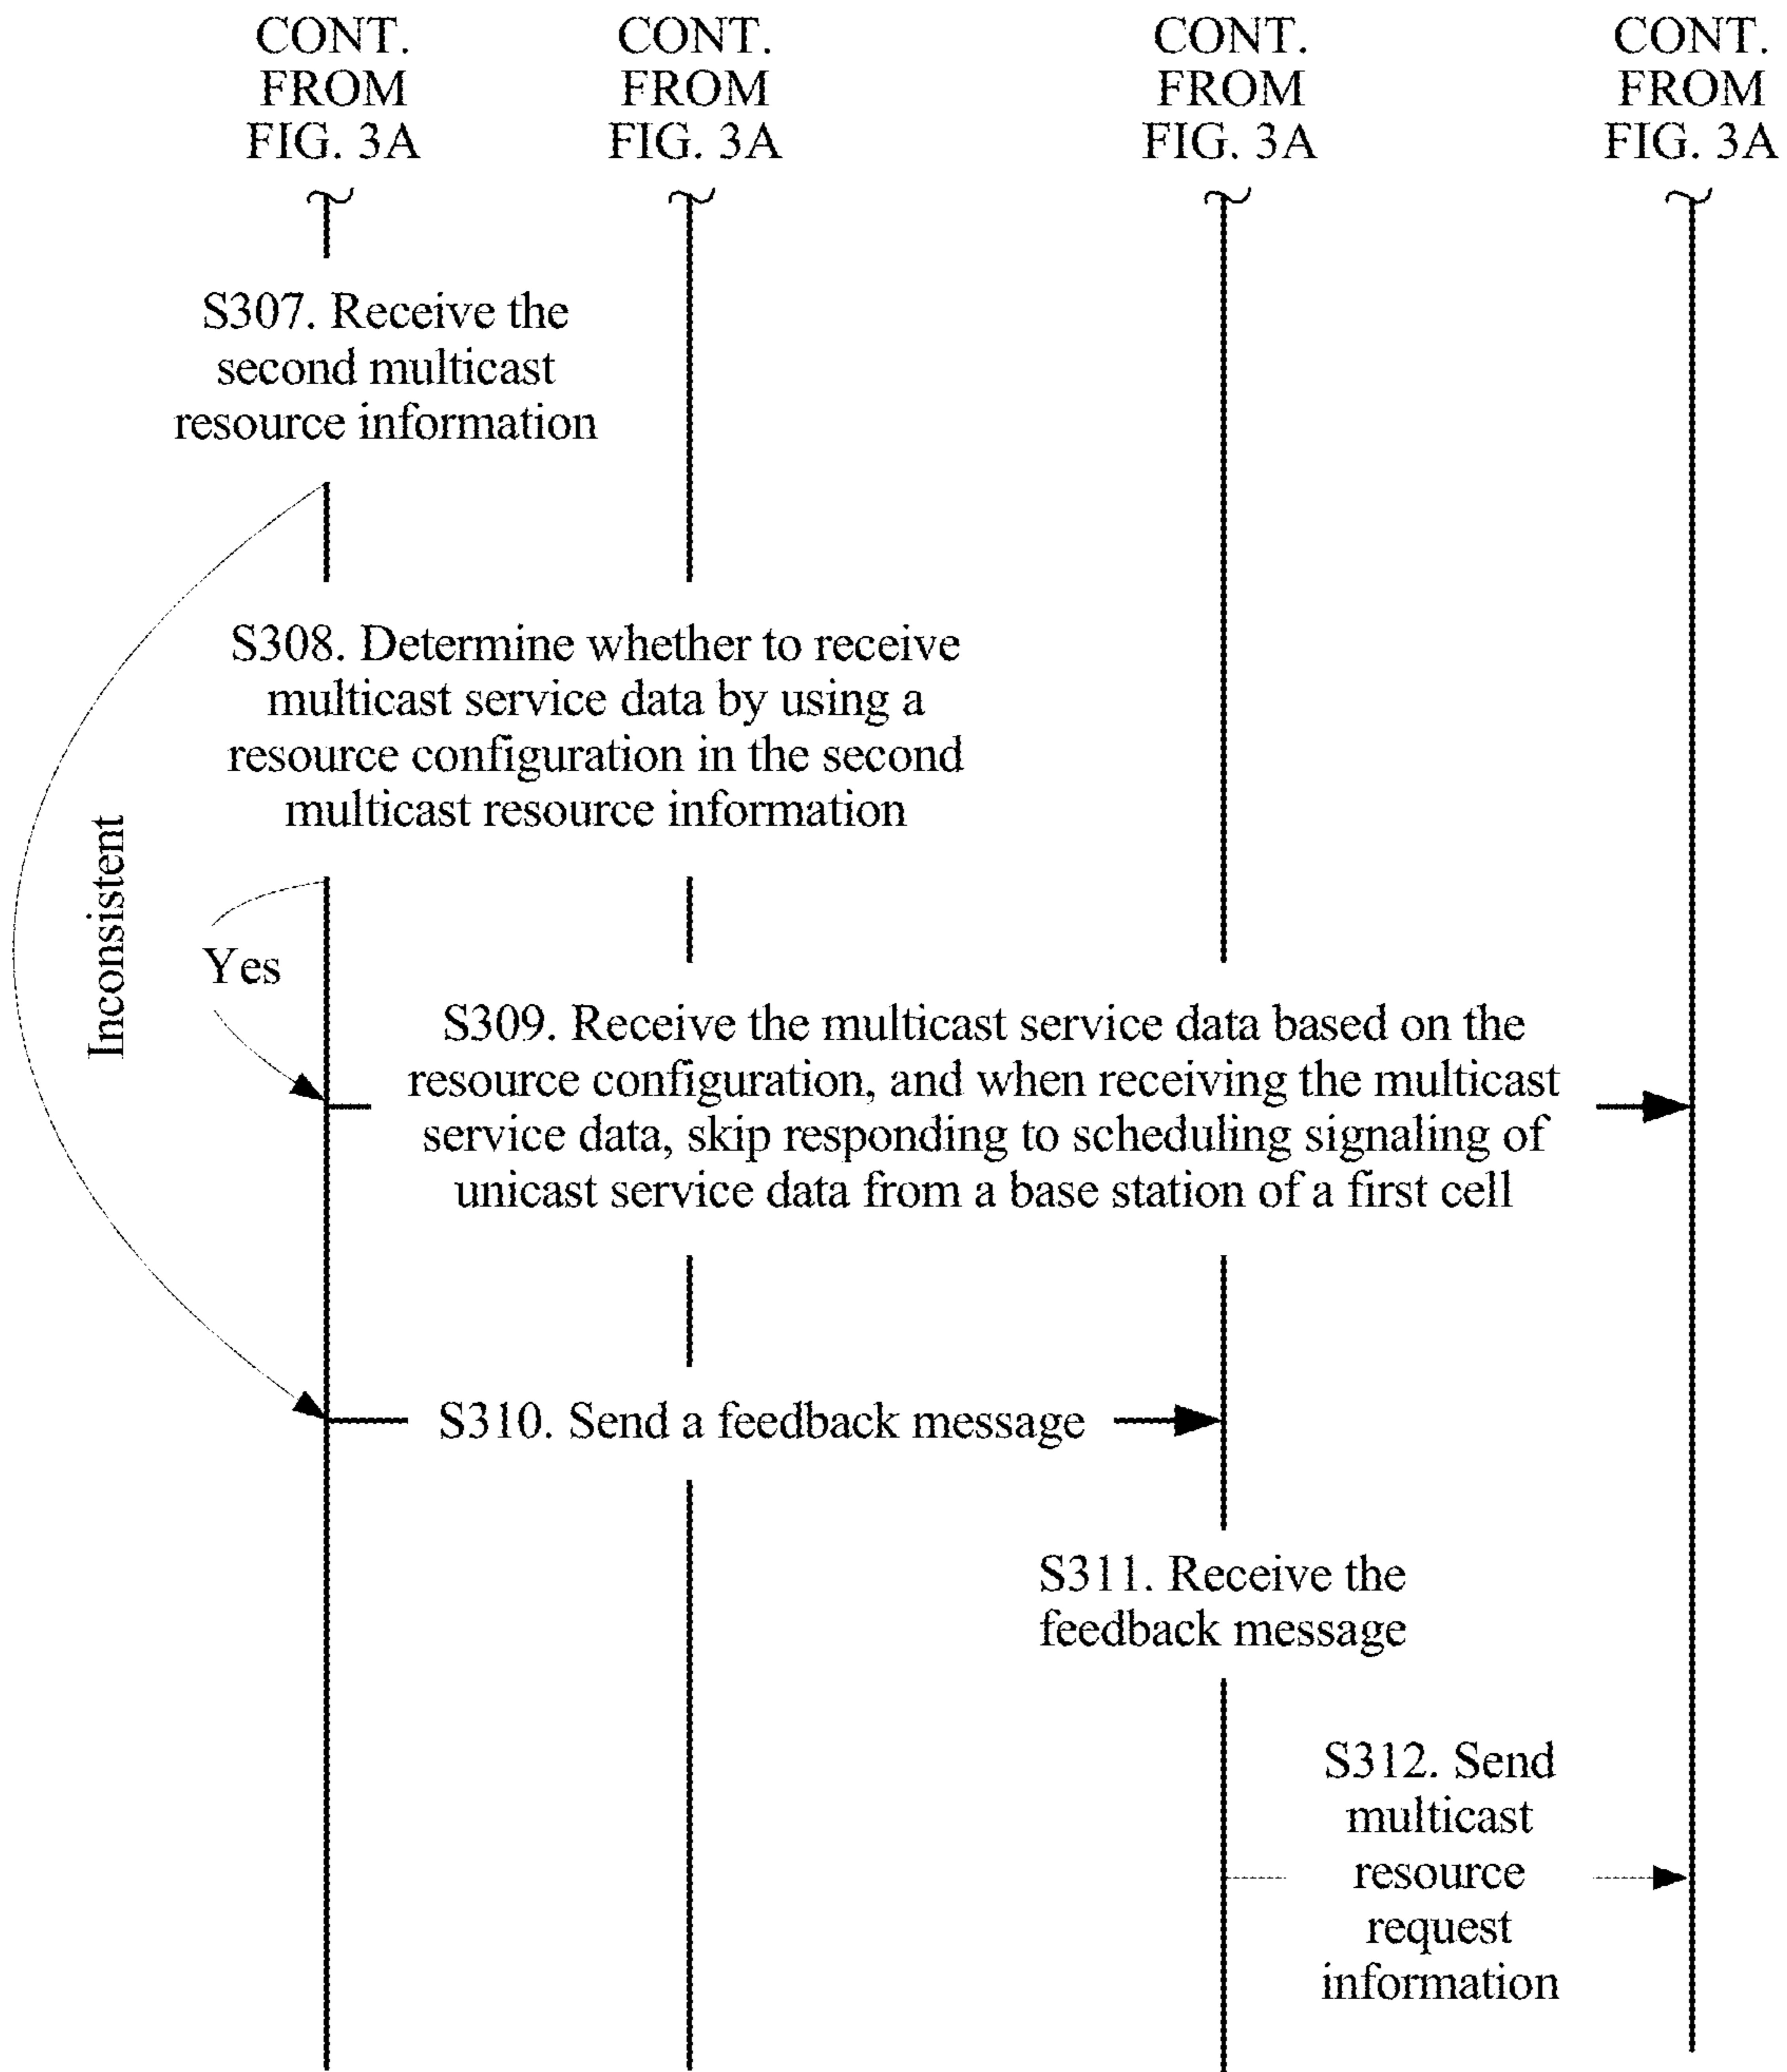 CONT.
FROM
FIG. 3A
CONT.
FROM
FIG. 3A
CONT.
FROM
FIG. 3A
CONT.
FROM
FIG. 3A
S307. Receive the
second multicast
resource information
S308. Determine whether to receive
multicast service data by using a
resource configuration in the second
multicast resource information
Inconsistent
Yes
S309. Receive the multicast service data based on the
resource configuration, and when receiving the multicast
service data, skip responding to scheduling signaling of
unicast service data from a base station of a first cell
S310. Send a feedback message
S311. Receive the
feedback message
S312. Send
multicast
resource
request
information